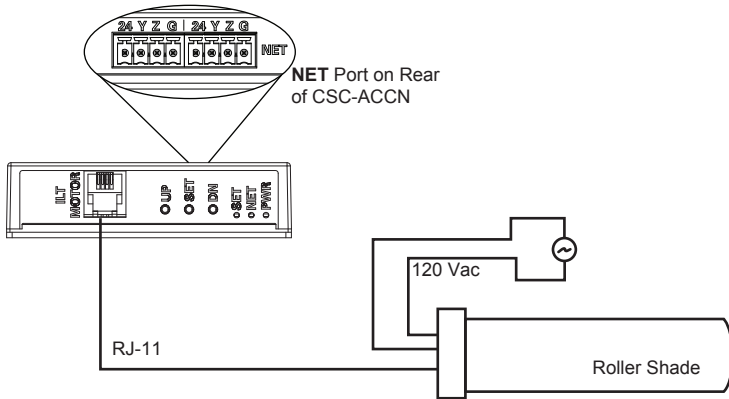 24 Y Z G 24 Y Z G
NET
NET Port on Rear
of CSC-ACCN
ILT
MOTOR
UP
SET
DN
SET
NET
PWR
120 Vac
RJ-11
Roller Shade